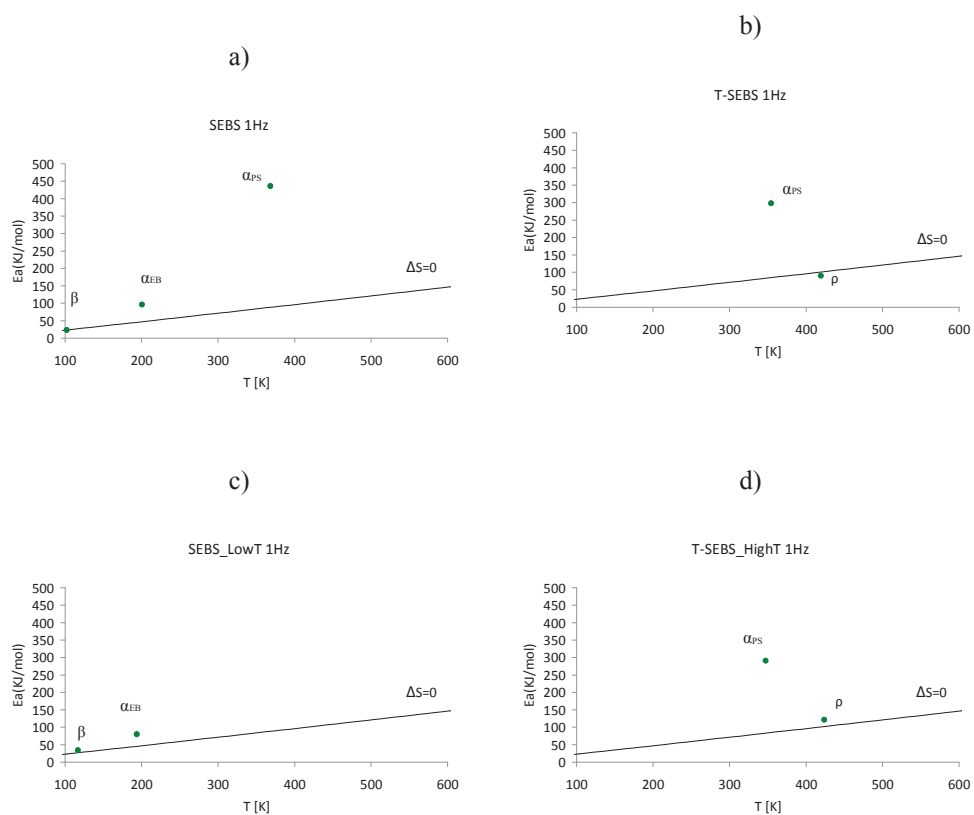 a)
SEBS 1Hz
500
450
400
350
300
250
200
150
100
50
0
Ea(KJ/mol)
αPS
αEB
β
ΔS=0
100 200 300 400 500 600
T [K]
b)
T-SEBS 1Hz
500
450
400
350
300
250
200
150
100
50
0
Ea(KJ/mol)
αPS
ΔS=0
ρ
100 200 300 400 500 600
T [K]
c)
SEBS_LowT 1Hz
500
450
400
350
300
250
200
150
100
50
0
Ea(KJ/mol)
αEB
β
ΔS=0
100 200 300 400 500 600
T [K]
d)
T-SEBS_HighT 1Hz
500
450
400
350
300
250
200
150
100
50
0
Ea(KJ/mol)
αPS
ρ
ΔS=0
100 200 300 400 500 600
T [K]